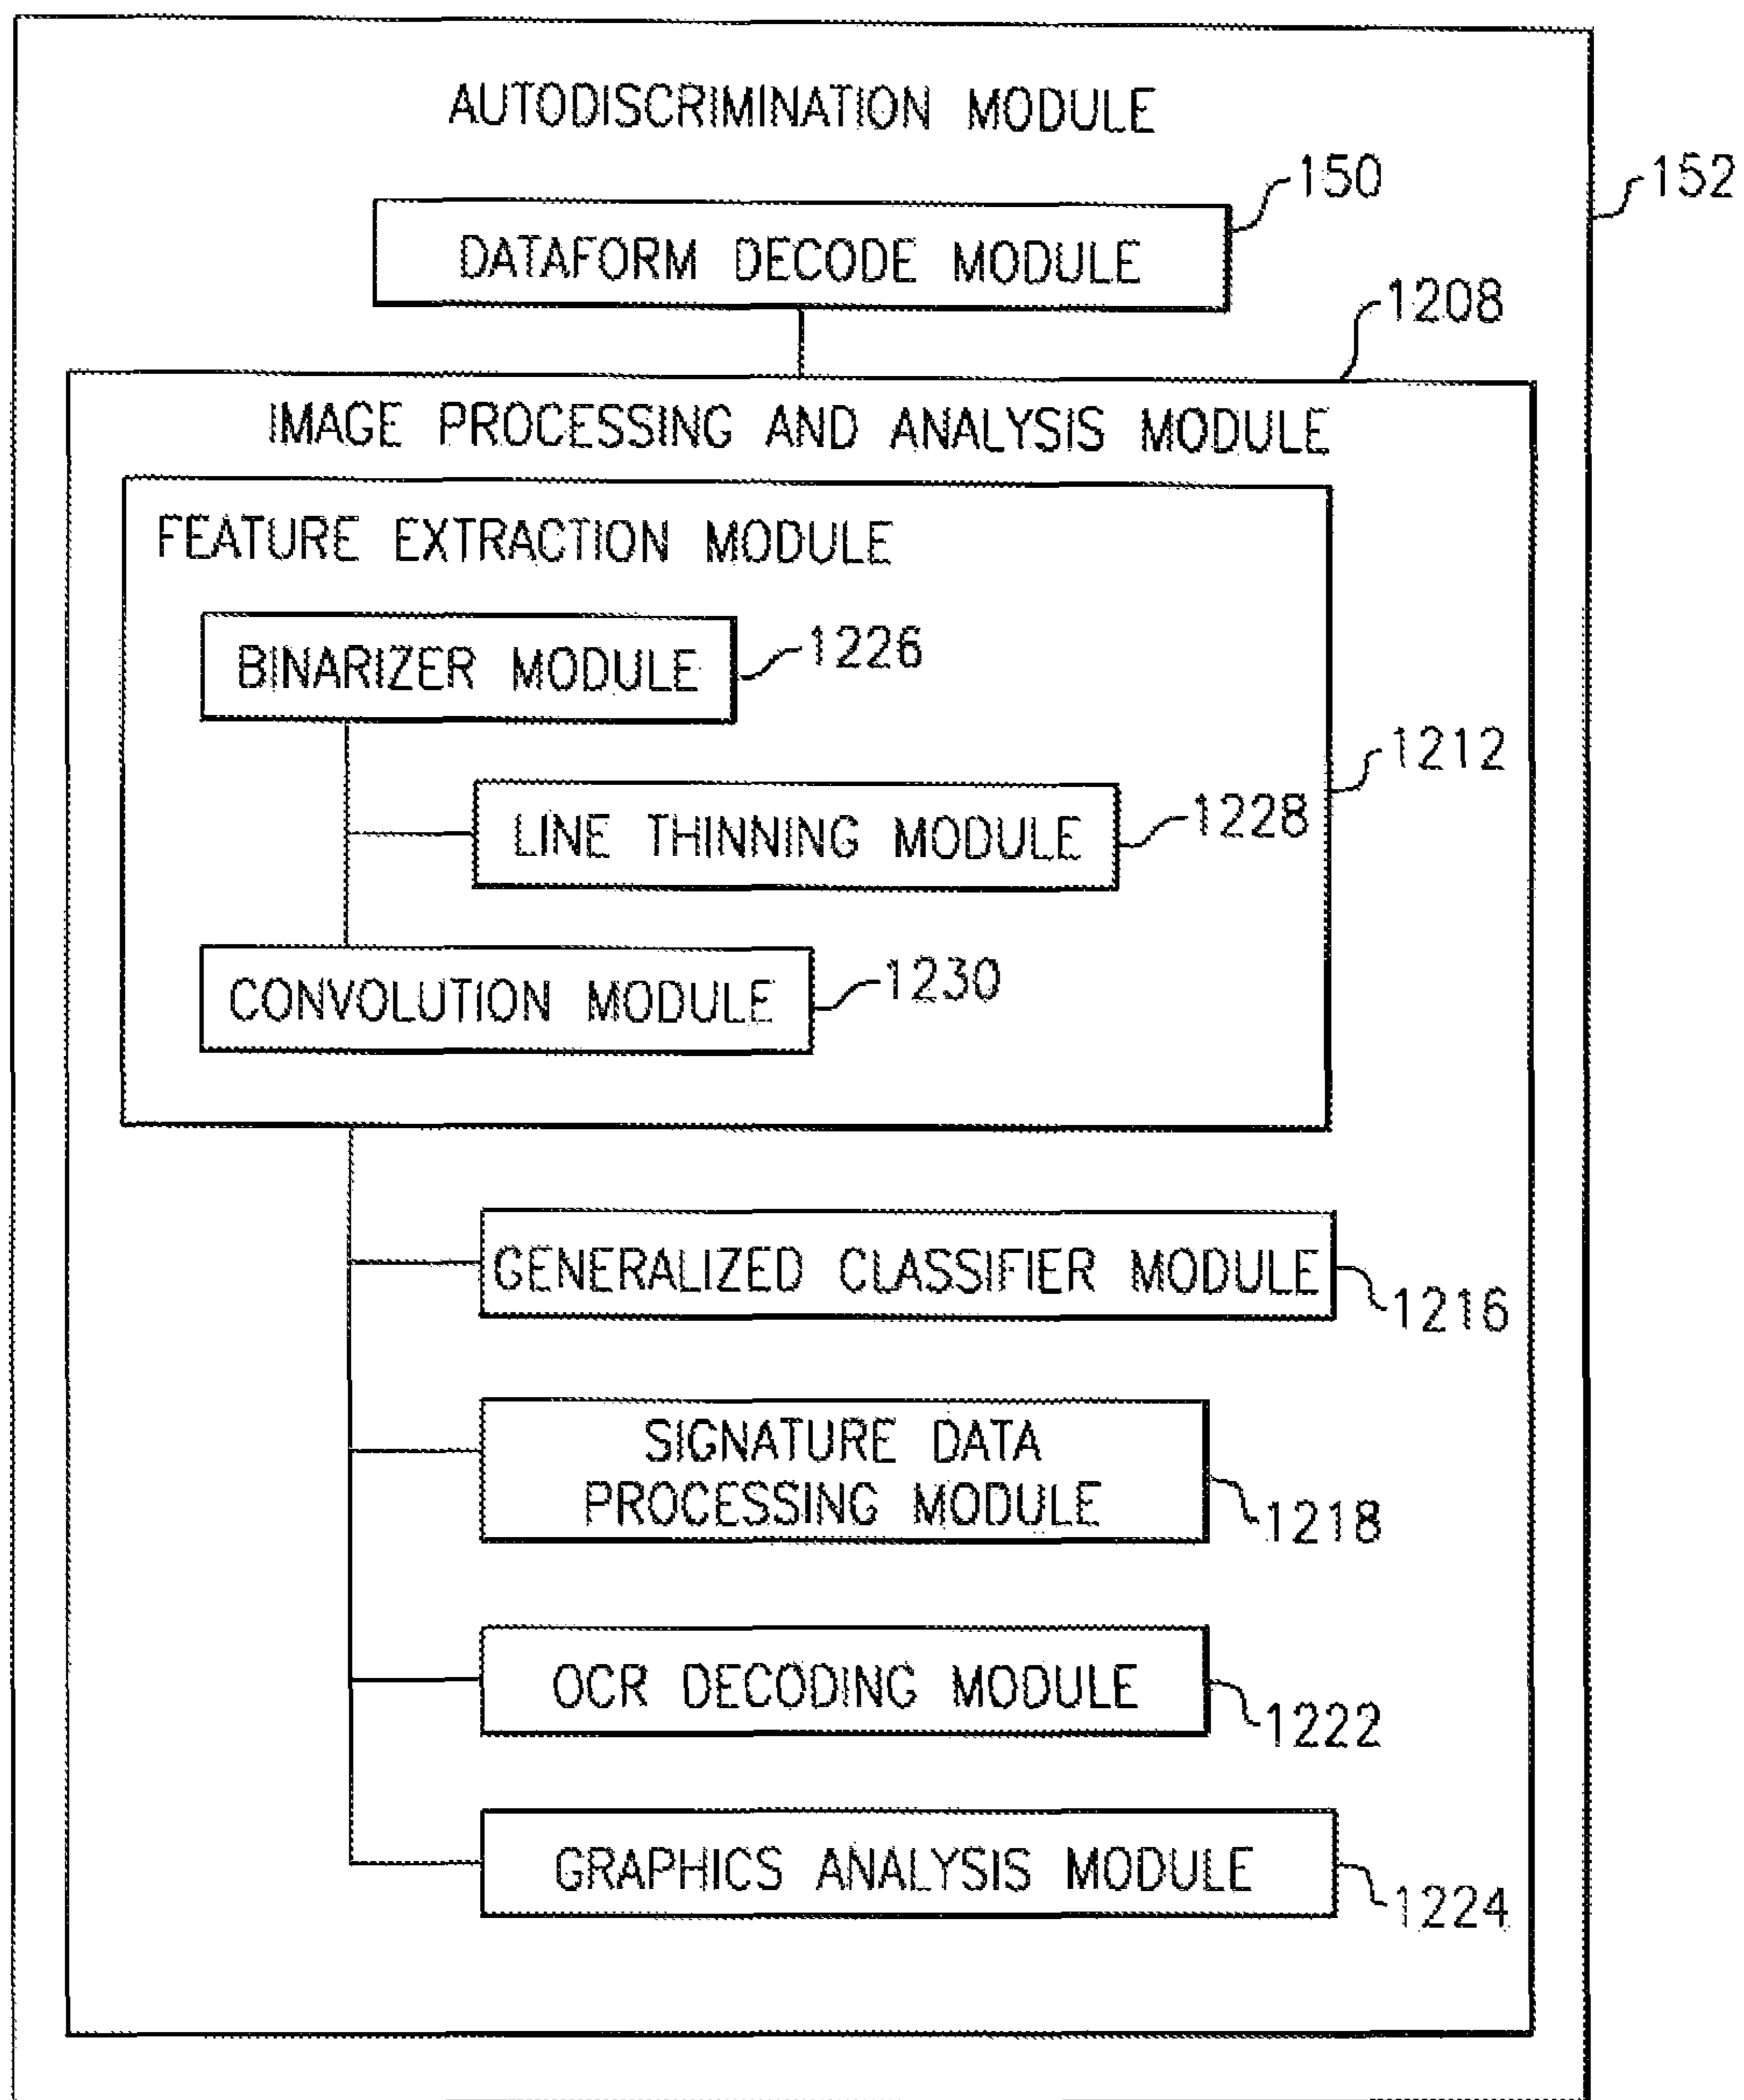 AUTODISCRIMINATION MODULE
150
152
DATAFORM DECODE MODULE
1208
IMAGE PROCESSING AND ANALYSIS MODULE
FEATURE EXTRACTION MODULE
BINARIZER MODULE
1226
1212
LINE THINNING MODULE
1228
CONVOLUTION MODULE
1230
GENERALIZED CLASSIFIER MODULE
1216
SIGNATURE DATA
PROCESSING MODULE
1218
OCR DECODING MODULE
1222
GRAPHICS ANALYSIS MODULE
1224